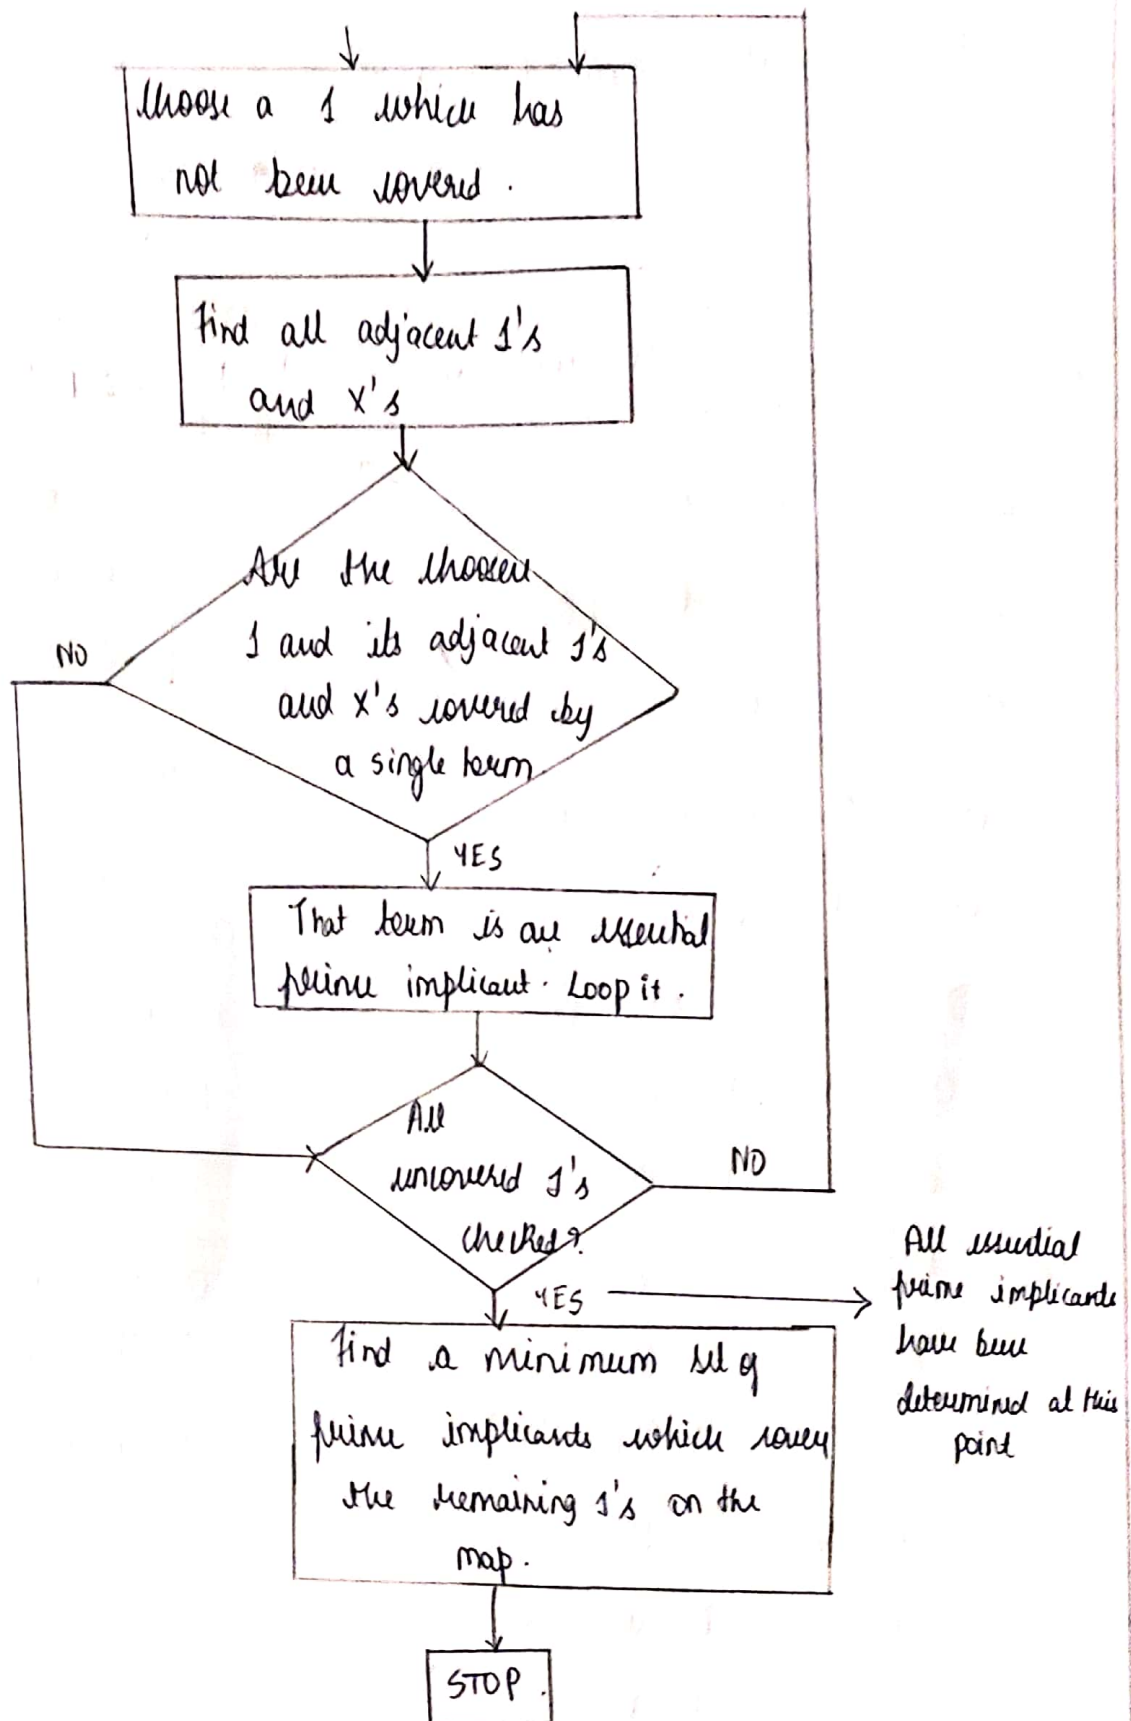 Choose a 1 which has
not been covered.
Find all adjacent 1's
and X's
Are the choosen
1 and its adjacent 1's
and X's covered by
a single term
NO
YES
That term is an essential
prime implicant. Loop it.
All
uncovered 1's
checked?
NO
YES
All essential
prime implicants
have been
determined at this
point
Find a minimum set of
prime implicants which cover
the remaining 1's on the
map.
STOP.